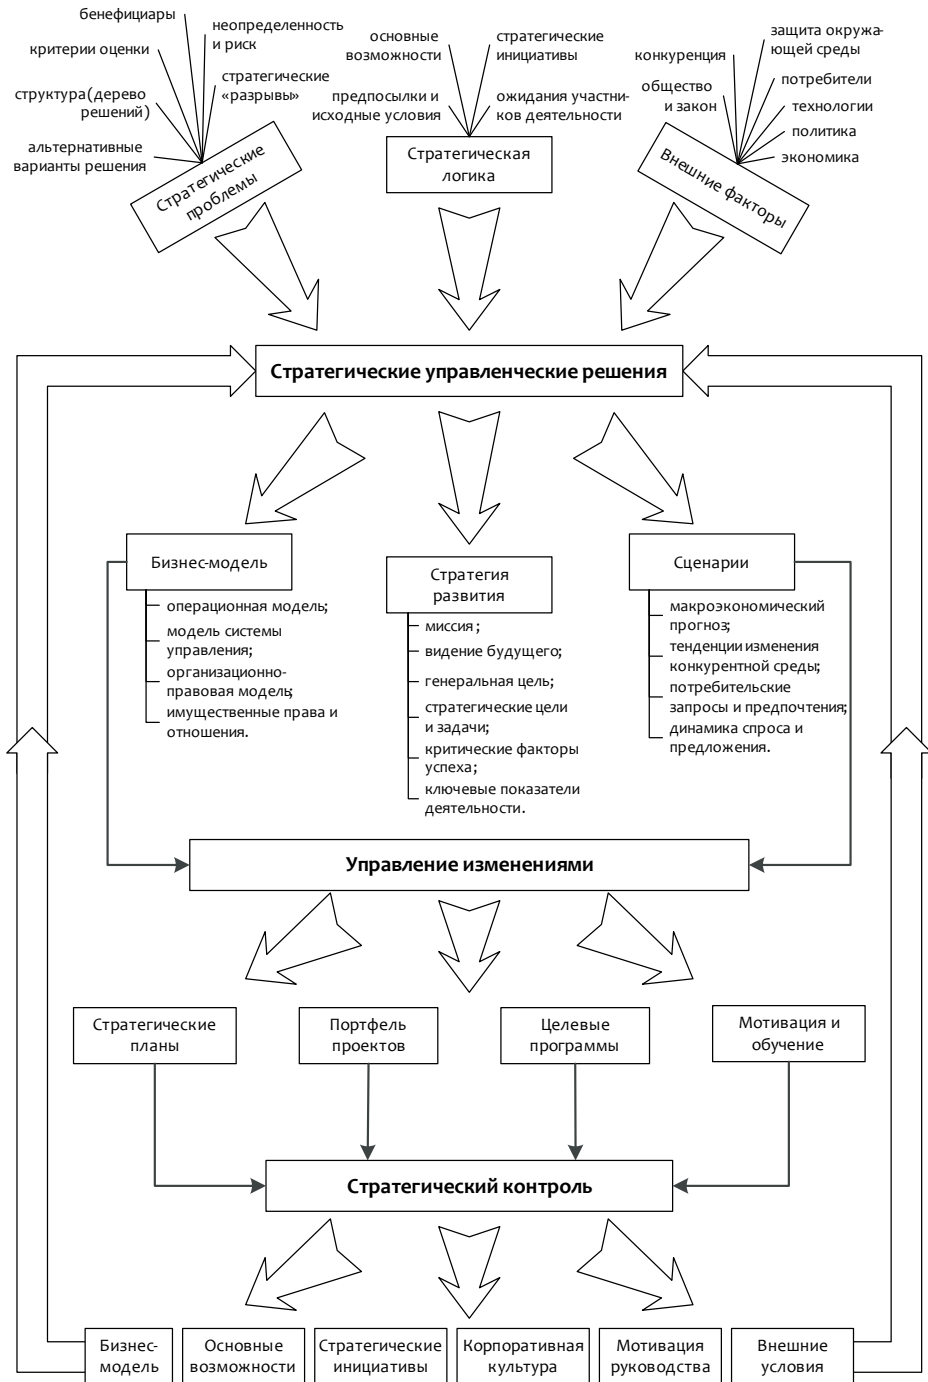 бенефициары
неопределенность
и риск
критерии оценки
стратегические
«разрывы»
структура (дерево
решений)
альтернативные
варианты решения
Стратегические
проблемы
основные
возможности
стратегические
инициативы
предпосылки и
исходные условия
ожидания участни-
ков деятельности
Стратегическая
логика
защита окружа-
ющей среды
конкуренция
потребители
общество
и закон
технологии
политика
экономика
Внешние факторы
Стратегические управленческие решения
Бизнес-модель
операционная модель;
модель системы
управления;
организационно-
правовая модель;
имущественные права и
отношения.
Стратегия
развития
миссия ;
видение будущего;
генеральная цель;
стратегические цели
и задачи;
критические факторы
успеха;
ключевые показатели
деятельности.
Сценарии
макроэкономический
прогноз;
тенденции изменения
конкурентной среды;
потребительские
запросы и предпочтения;
динамика спроса и
предложения.
Управление изменениями
Стратегические
планы
Портфель
проектов
Целевые
программы
Мотивация и
обучение
Стратегический контроль
Бизнес-
модель
Основные
возможности
Стратегические
инициативы
Корпоративная
культура
Мотивация
руководства
Внешние
условия